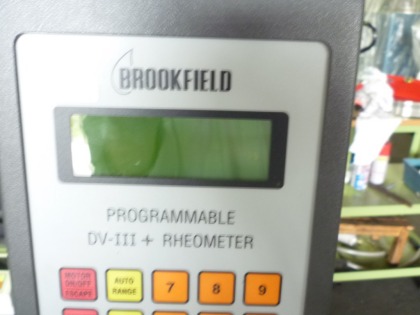 BROOKFIELD
PROGRAMMABLE
DV-III + RHEOMETER
MOTOR AUTO 7 8 9
ON/OFF RANGE
ESCAPE